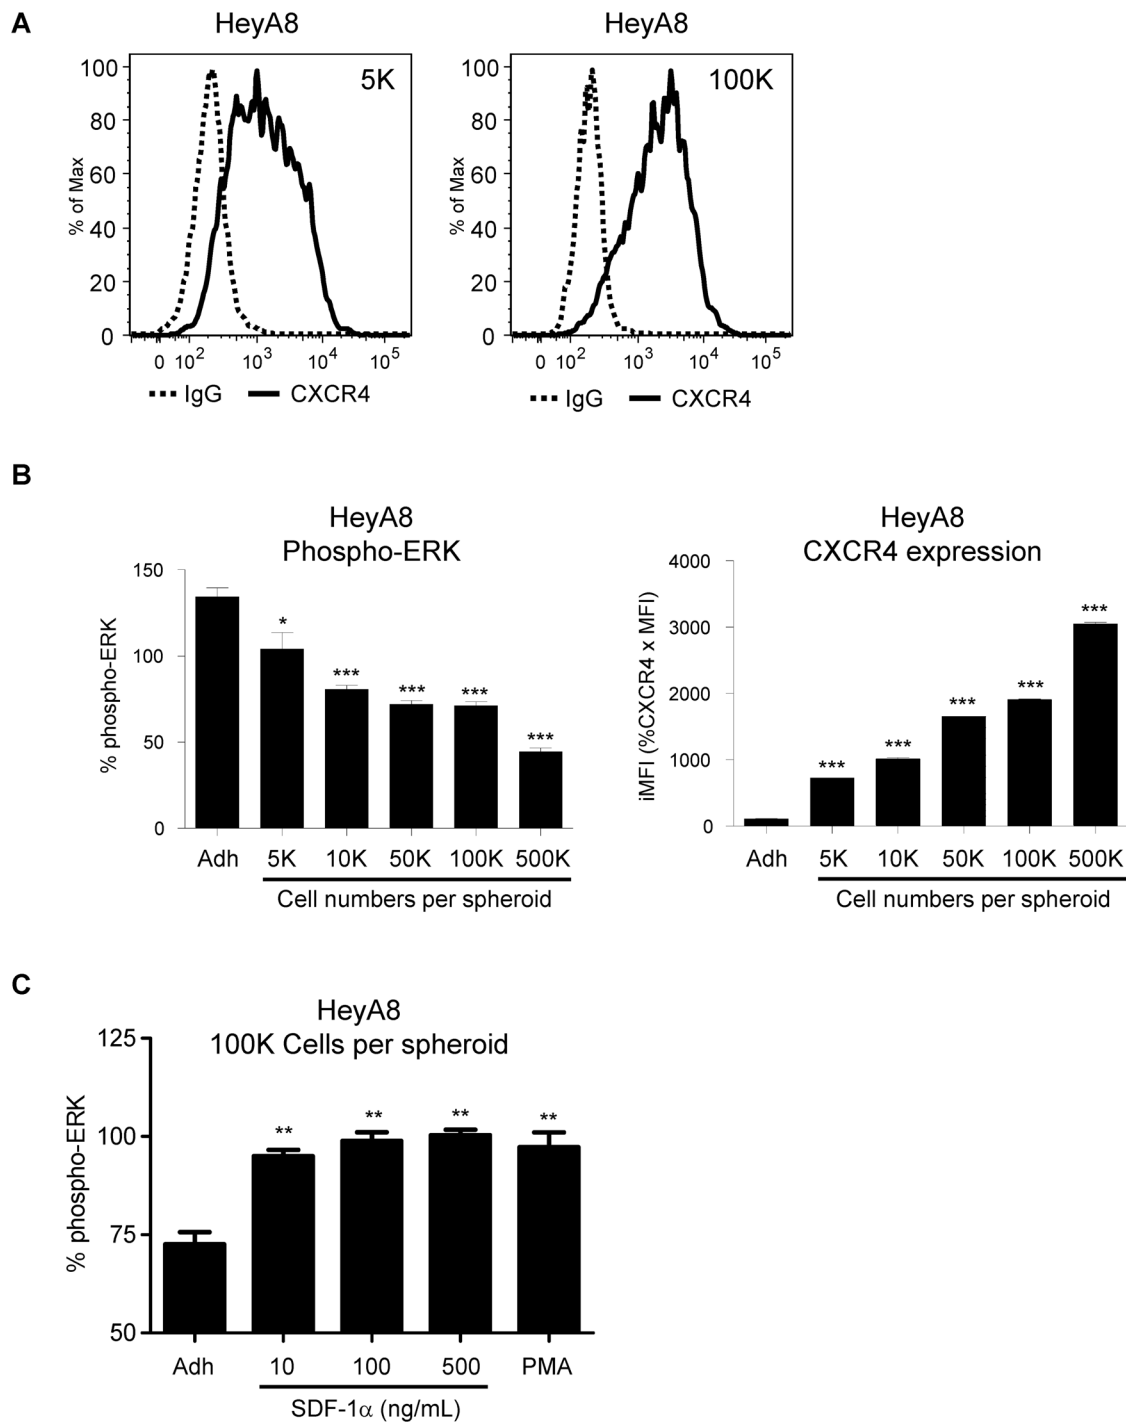 A
HeyA8
HeyA8
5K
100K
% of Max
100
80
60
40
20
0
0 10² 10³ 10⁴ 10⁵
IgG CXCR4
% of Max
100
80
60
40
20
0
0 10² 10³ 10⁴ 10⁵
IgG CXCR4
B
HeyA8
Phospho-ERK
% phospho-ERK
150
100
50
0
* *** *** *** ***
Adh 5K 10K 50K 100K 500K
Cell numbers per spheroid
HeyA8
CXCR4 expression
iMFI (%CXCR4 x MFI)
4000
3000
2000
1000
0
*** *** *** *** ***
Adh 5K 10K 50K 100K 500K
Cell numbers per spheroid
C
HeyA8
100K Cells per spheroid
% phospho-ERK
125
100
75
50
** ** ** **
Adh 10 100 500 PMA
SDF-1α (ng/mL)